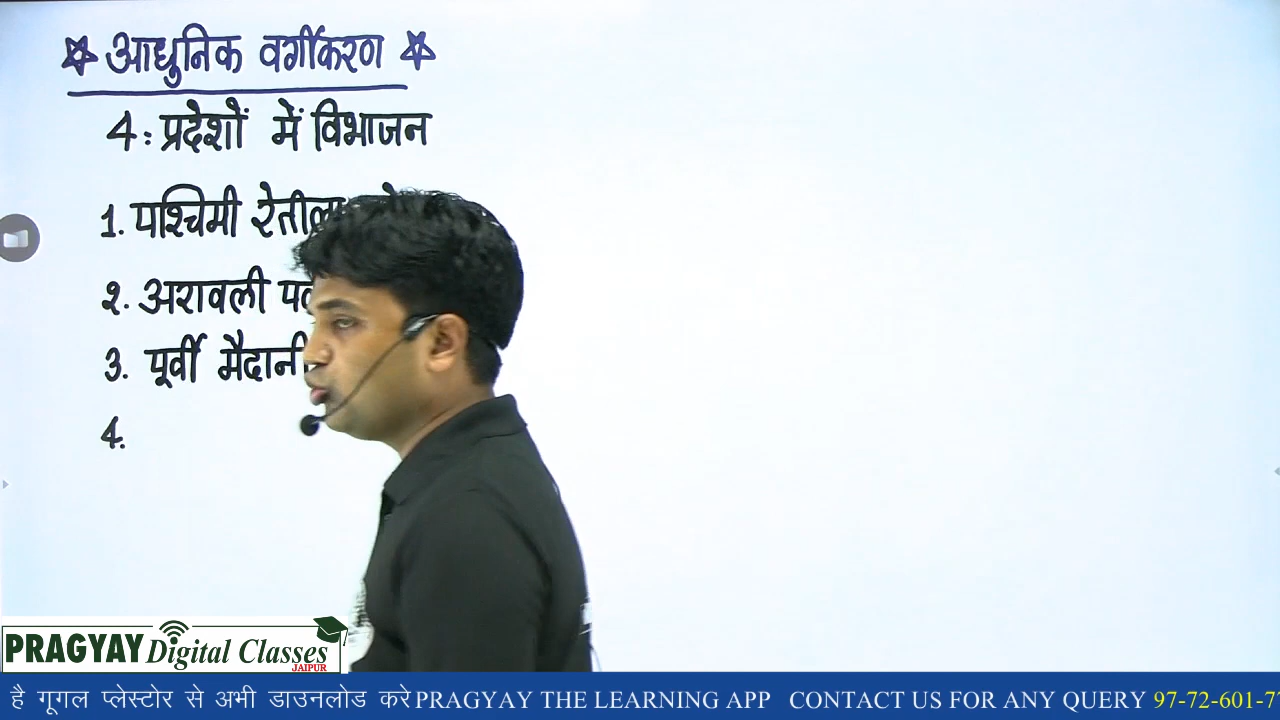 आधुनिक वर्गीकरण
4: प्रदेशों में विभाजन
1. पश्चिमी रेतीला
2. अरावली
3. पूर्वी मैदानी
4.
PRAGYAY Digital Classes
JAIPUR
है गूगल प्लेस्टोर से अभी डाउनलोड करे PRAGYAY THE LEARNING APP CONTACT US FOR ANY QUERY 97-72-601-7